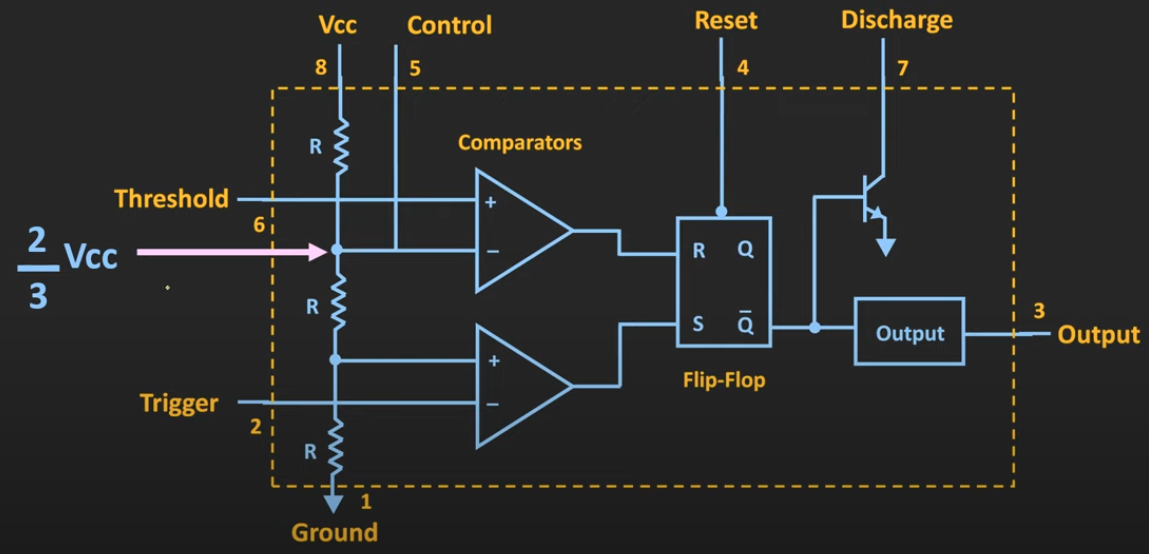 Vcc
Control
Reset
Discharge
8
5
4
7
R
Comparators
Threshold
+
6
2
3
Vcc
−
R Q
R
S Q̅
3
Output
Output
+
Flip-Flop
Trigger
−
2
R
1
Ground